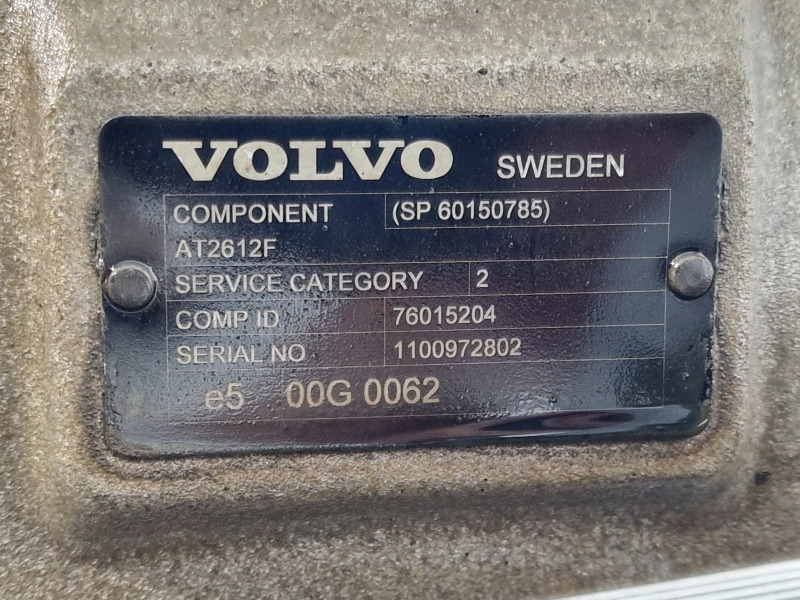 VOLVO SWEDEN
COMPONENT (SP 60150785)
AT2612F
SERVICE CATEGORY 2
COMP ID 76015204
SERIAL NO 1100972802
e5 00G 0062